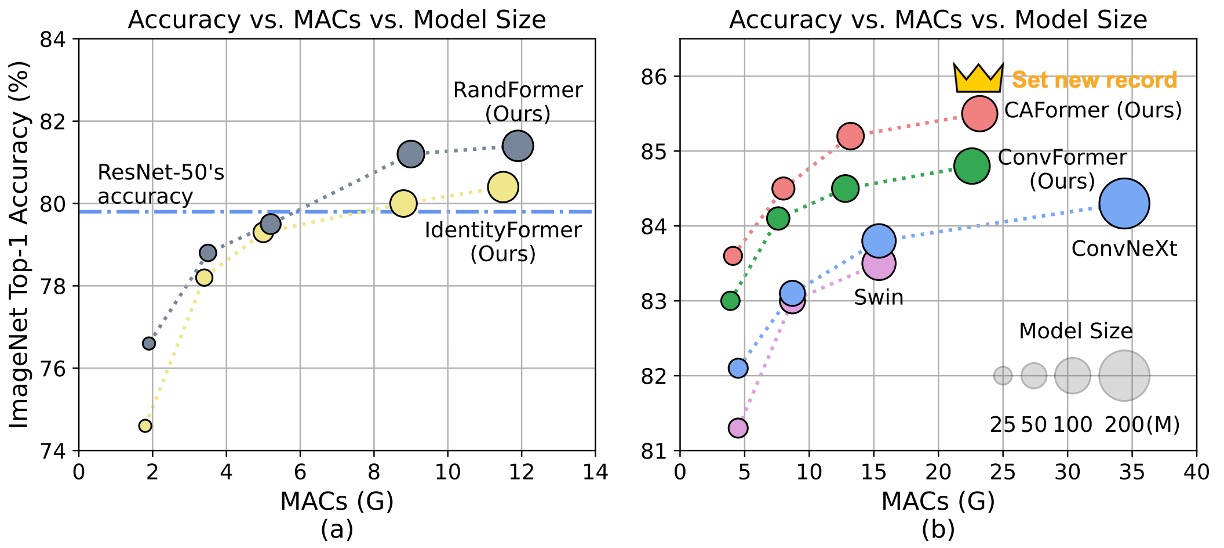 Accuracy vs. MACs vs. Model Size
ImageNet Top-1 Accuracy (%)
84
82
80
78
76
74
RandFormer
(Ours)
ResNet-50's
accuracy
IdentityFormer
(Ours)
0 2 4 6 8 10 12 14
MACs (G)
(a)
Accuracy vs. MACs vs. Model Size
86
85
84
83
82
81
Set new record
CAFormer (Ours)
ConvFormer
(Ours)
ConvNeXt
Swin
Model Size
25 50 100 200(M)
0 5 10 15 20 25 30 35 40
MACs (G)
(b)